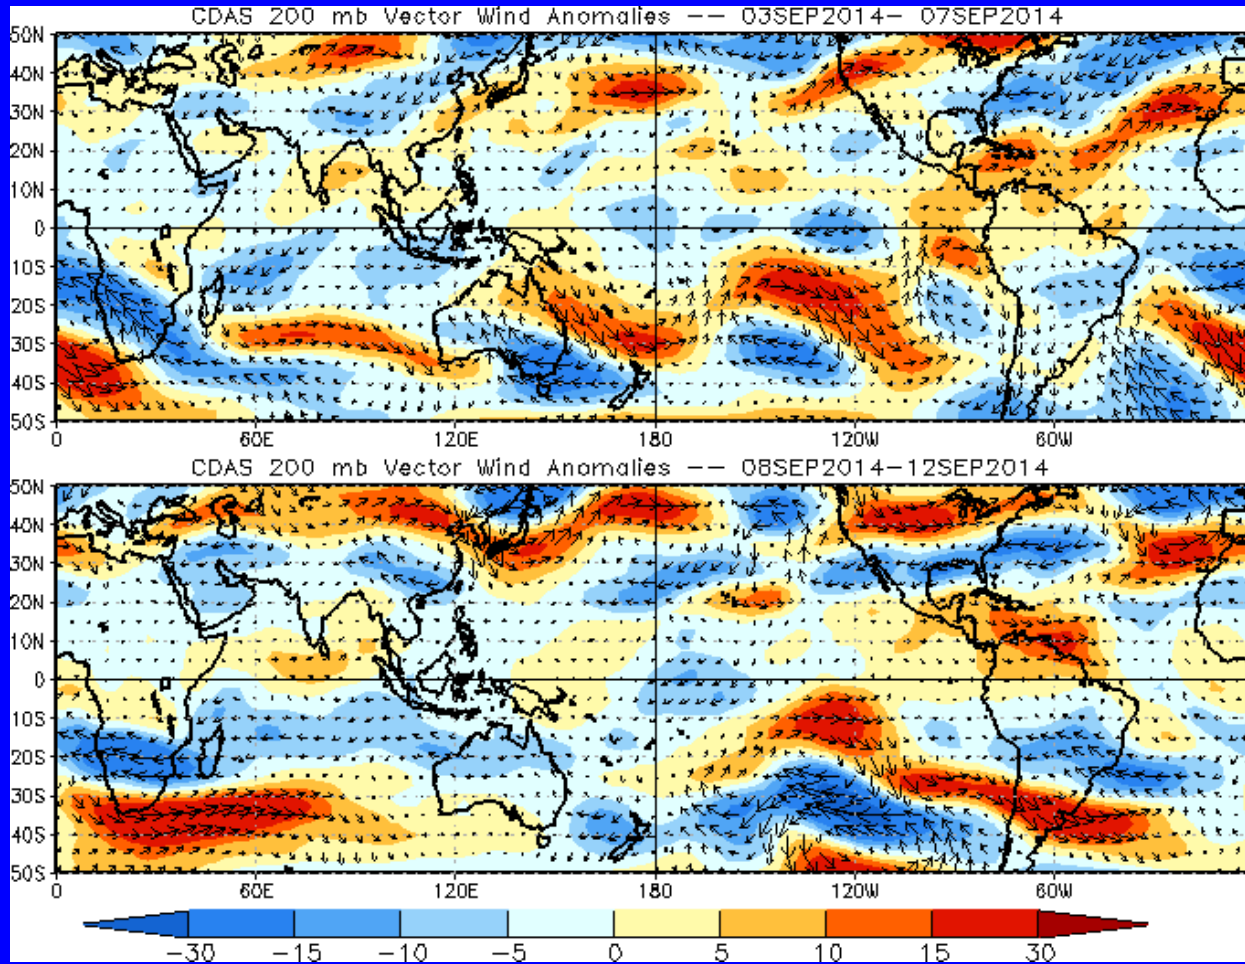 CDAS 200 mb Vector Wind Anomalies -- 03SEP2014- 07SEP2014
50N
40N
30N
20N
10N
0
10S
20S
30S
40S
50S
0 60E 120E 180 120W 60W
CDAS 200 mb Vector Wind Anomalies -- 08SEP2014-12SEP2014
50N
40N
30N
20N
10N
0
10S
20S
30S
40S
50S
0 60E 120E 180 120W 60W
-30 -15 -10 -5 0 5 10 15 30